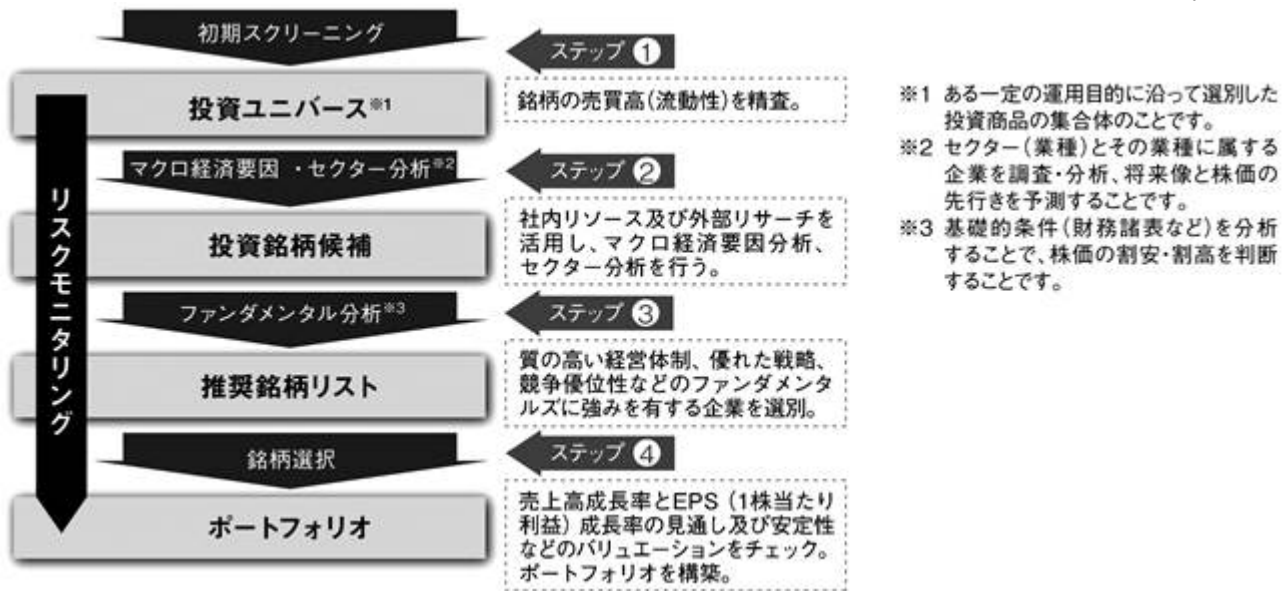 初期スクリーニング
ステップ ❶
投資ユニバース※1
銘柄の売買高(流動性)を精査。
マクロ経済要因 ・セクター分析※2
ステップ ❷
投資銘柄候補
社内リソース及び外部リサーチを
活用し、マクロ経済要因分析、
セクター分析を行う。
ファンダメンタル分析※3
ステップ ❸
推奨銘柄リスト
質の高い経営体制、優れた戦略、
競争優位性などのファンダメンタ
ルズに強みを有する企業を選別。
銘柄選択
ステップ ❹
ポートフォリオ
売上高成長率とEPS (1株当たり
利益) 成長率の見通し及び安定性
などのバリュエーションをチェック。
ポートフォリオを構築。
リスクモニタリング
※1 ある一定の運用目的に沿って選別した
投資商品の集合体のことです。
※2 セクター(業種)とその業種に属する
企業を調査・分析、将来像と株価の
先行きを予測することです。
※3 基礎的条件(財務諸表など)を分析
することで、株価の割安・割高を判断
することです。